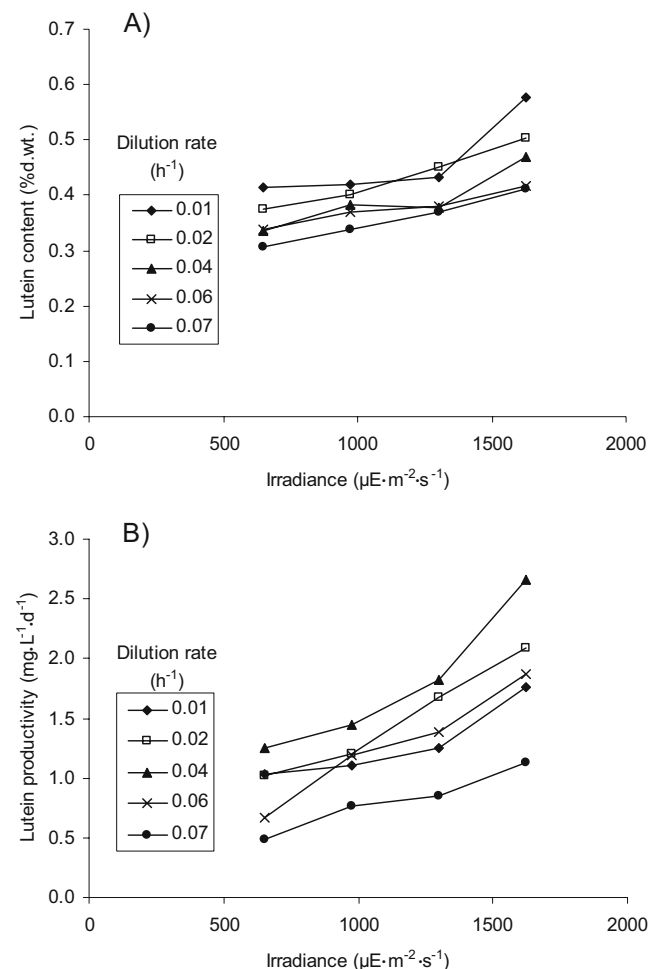 A)
0.7
0.6
0.5
0.4
0.3
0.2
0.1
0.0
Lutein content (%d.wt.)
Dilution rate
(h⁻¹)
0.01
0.02
0.04
0.06
0.07
0 500 1000 1500 2000
Irradiance (µE·m⁻²·s⁻¹)
B)
3.0
2.5
2.0
1.5
1.0
0.5
0.0
Lutein productivity (mg.L⁻¹·d⁻¹)
Dilution rate
(h⁻¹)
0.01
0.02
0.04
0.06
0.07
0 500 1000 1500 2000
Irradiance (µE·m⁻²·s⁻¹)